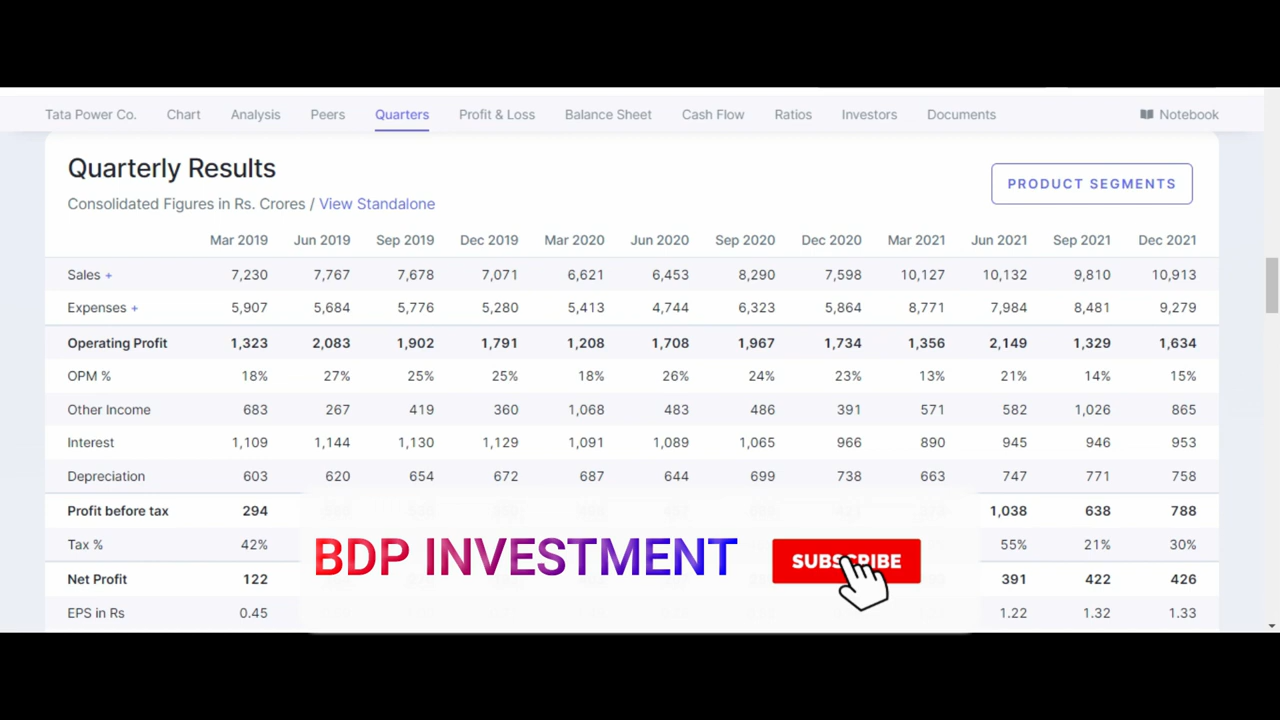 Tata Power Co. Chart Analysis Peers Quarters Profit & Loss Balance Sheet Cash Flow Ratios Investors Documents Notebook
Quarterly Results
PRODUCT SEGMENTS
Consolidated Figures in Rs. Crores / View Standalone
Mar 2019 Jun 2019 Sep 2019 Dec 2019 Mar 2020 Jun 2020 Sep 2020 Dec 2020 Mar 2021 Jun 2021 Sep 2021 Dec 2021
Sales + 7,230 7,767 7,678 7,071 6,621 6,453 8,290 7,598 10,127 10,132 9,810 10,913
Expenses + 5,907 5,684 5,776 5,280 5,413 4,744 6,323 5,864 8,771 7,984 8,481 9,279
Operating Profit 1,323 2,083 1,902 1,791 1,208 1,708 1,967 1,734 1,356 2,149 1,329 1,634
OPM % 18% 27% 25% 25% 18% 26% 24% 23% 13% 21% 14% 15%
Other Income 683 267 419 360 1,068 483 486 391 571 582 1,026 865
Interest 1,109 1,144 1,130 1,129 1,091 1,089 1,065 966 890 945 946 953
Depreciation 603 620 654 672 687 644 699 738 663 747 771 758
Profit before tax 294 1,038 638 788
Tax % 42% 55% 21% 30%
BDP INVESTMENT SUBSCRIBE
Net Profit 122 391 422 426
EPS in Rs 0.45 1.22 1.32 1.33